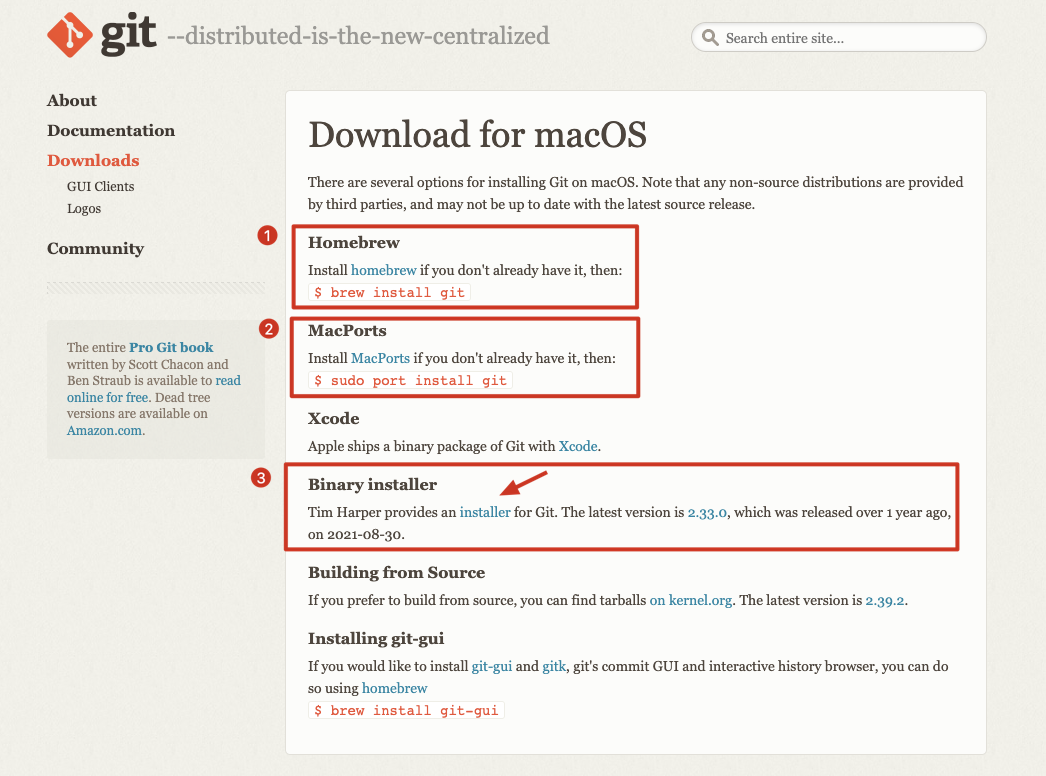 git --distributed-is-the-new-centralized
Search entire site...
About
Documentation
Downloads
GUI Clients
Logos
Community
The entire Pro Git book
written by Scott Chacon and
Ben Straub is available to read
online for free. Dead tree
versions are available on
Amazon.com.
Download for macOS
There are several options for installing Git on macOS. Note that any non-source distributions are provided
by third parties, and may not be up to date with the latest source release.
1
Homebrew
Install homebrew if you don't already have it, then:
$ brew install git
2
MacPorts
Install MacPorts if you don't already have it, then:
$ sudo port install git
Xcode
Apple ships a binary package of Git with Xcode.
3
Binary installer
Tim Harper provides an installer for Git. The latest version is 2.33.0, which was released over 1 year ago,
on 2021-08-30.
Building from Source
If you prefer to build from source, you can find tarballs on kernel.org. The latest version is 2.39.2.
Installing git-gui
If you would like to install git-gui and gitk, git's commit GUI and interactive history browser, you can do
so using homebrew
$ brew install git-gui